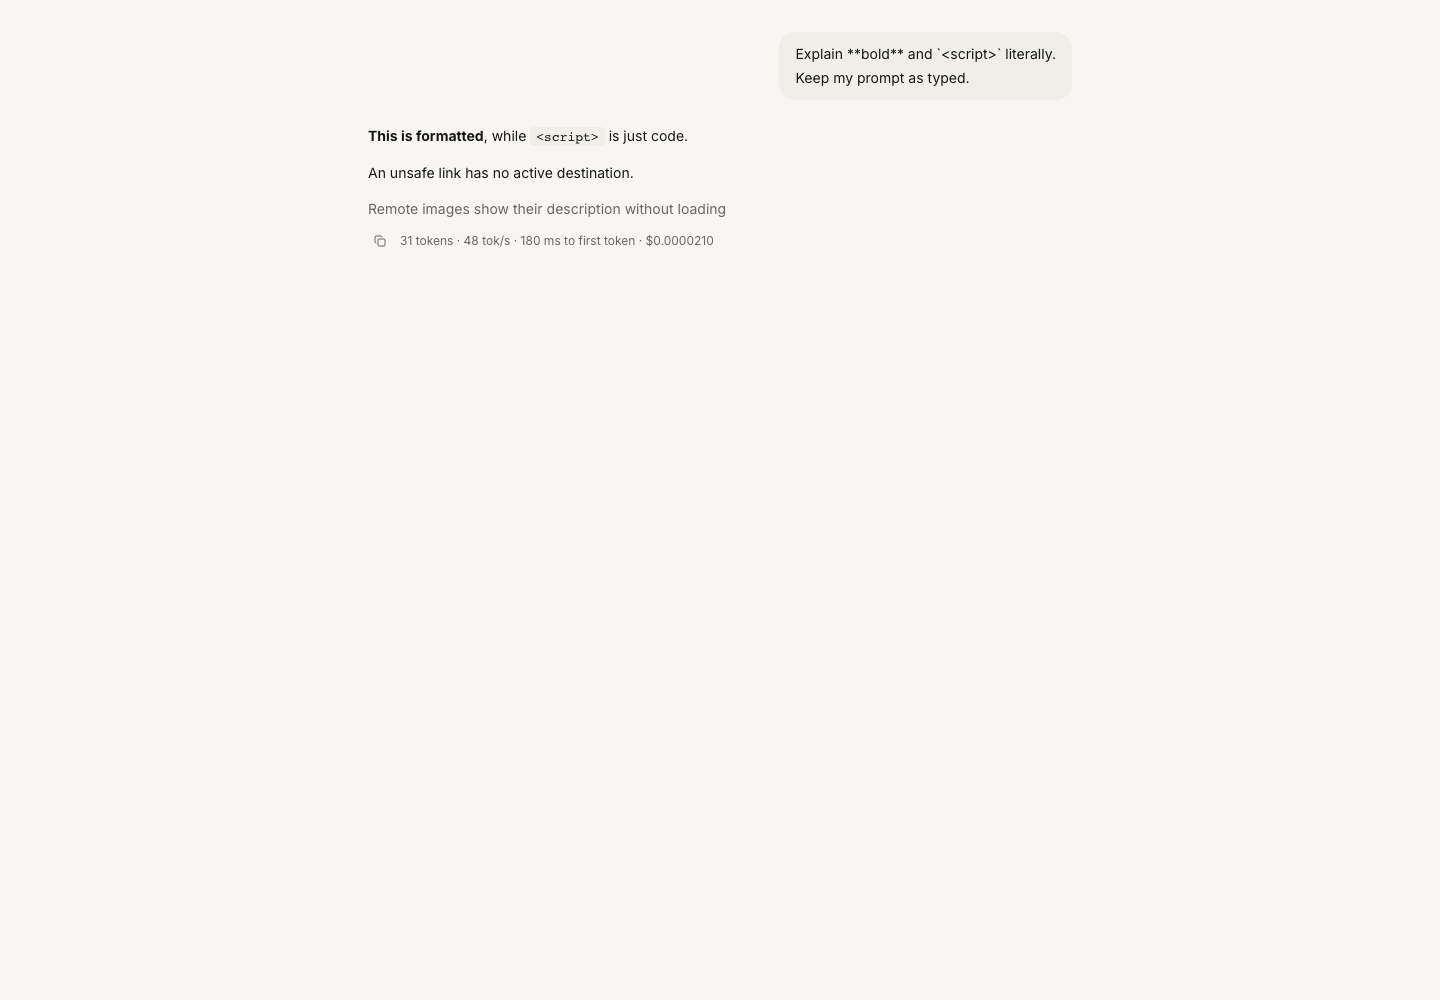 Explain **bold** and `<script>` literally.
Keep my prompt as typed.
This is formatted, while <script> is just code.
An unsafe link has no active destination.
Remote images show their description without loading
31 tokens · 48 tok/s · 180 ms to first token · $0.0000210